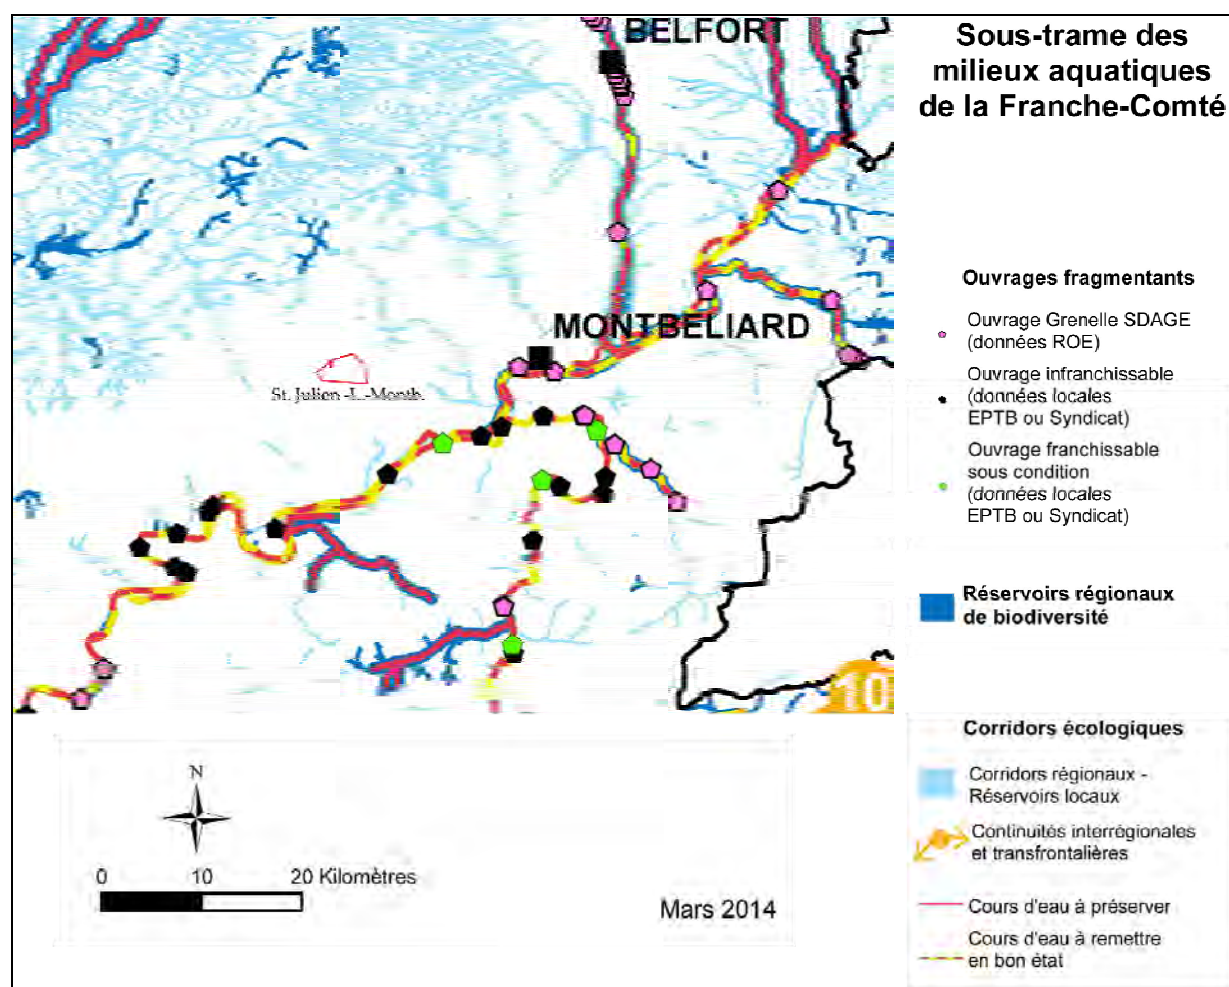 BELFORT
MONTBELIARD
St. Julien -L.-Montb.
10
N
0 10 20 Kilomètres
Mars 2014
Sous-trame des
milieux aquatiques
de la Franche-Comté
Ouvrages fragmentants
Ouvrage Grenelle SDAGE
(données ROE)
Ouvrage infranchissable
(données locales
EPTB ou Syndicat)
Ouvrage franchissable
sous condition
(données locales
EPTB ou Syndicat)
Réservoirs régionaux
de biodiversité
Corridors écologiques
Corridors régionaux -
Réservoirs locaux
Continuités interrégionales
et transfrontalières
Cours d'eau à préserver
Cours d'eau à remettre
en bon état